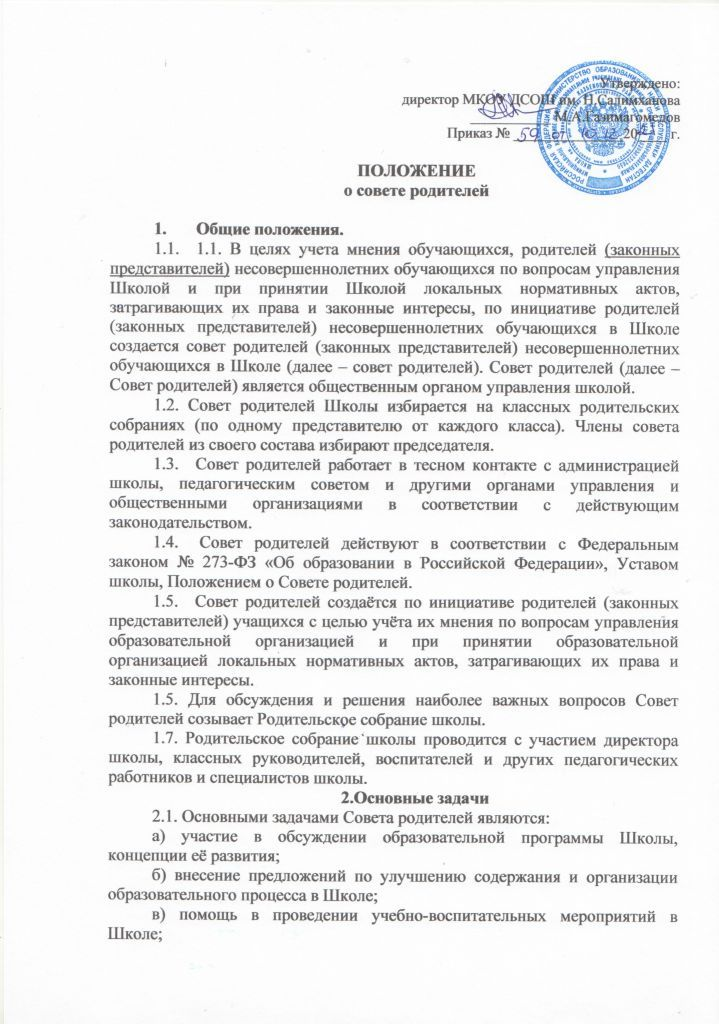 Утверждено:
директор МКОУ ДСОШ им. Н.Салимханова
М.А.Газимагомедов
Приказ № 59 от 20 г.
ПОЛОЖЕНИЕ
о совете родителей
1. Общие положения.
1.1. 1.1. В целях учета мнения обучающихся, родителей (законных
представителей) несовершеннолетних обучающихся по вопросам управления
Школой и при принятии Школой локальных нормативных актов,
затрагивающих их права и законные интересы, по инициативе родителей
(законных представителей) несовершеннолетних обучающихся в Школе
создается совет родителей (законных представителей) несовершеннолетних
обучающихся в Школе (далее – совет родителей). Совет родителей (далее –
Совет родителей) является общественным органом управления школой.
1.2. Совет родителей Школы избирается на классных родительских
собраниях (по одному представителю от каждого класса). Члены совета
родителей из своего состава избирают председателя.
1.3. Совет родителей работает в тесном контакте с администрацией
школы, педагогическим советом и другими органами управления и
общественными организациями в соответствии с действующим
законодательством.
1.4. Совет родителей действуют в соответствии с Федеральным
законом № 273-ФЗ «Об образовании в Российской Федерации», Уставом
школы, Положением о Совете родителей.
1.5. Совет родителей создаётся по инициативе родителей (законных
представителей) учащихся с целью учёта их мнения по вопросам управления
образовательной организацией и при принятии образовательной
организацией локальных нормативных актов, затрагивающих их права и
законные интересы.
1.5. Для обсуждения и решения наиболее важных вопросов Совет
родителей созывает Родительское собрание школы.
1.7. Родительское собрание школы проводится с участием директора
школы, классных руководителей, воспитателей и других педагогических
работников и специалистов школы.
2.Основные задачи
2.1. Основными задачами Совета родителей являются:
а) участие в обсуждении образовательной программы Школы,
концепции её развития;
б) внесение предложений по улучшению содержания и организации
образовательного процесса в Школе;
в) помощь в проведении учебно-воспитательных мероприятий в
Школе;